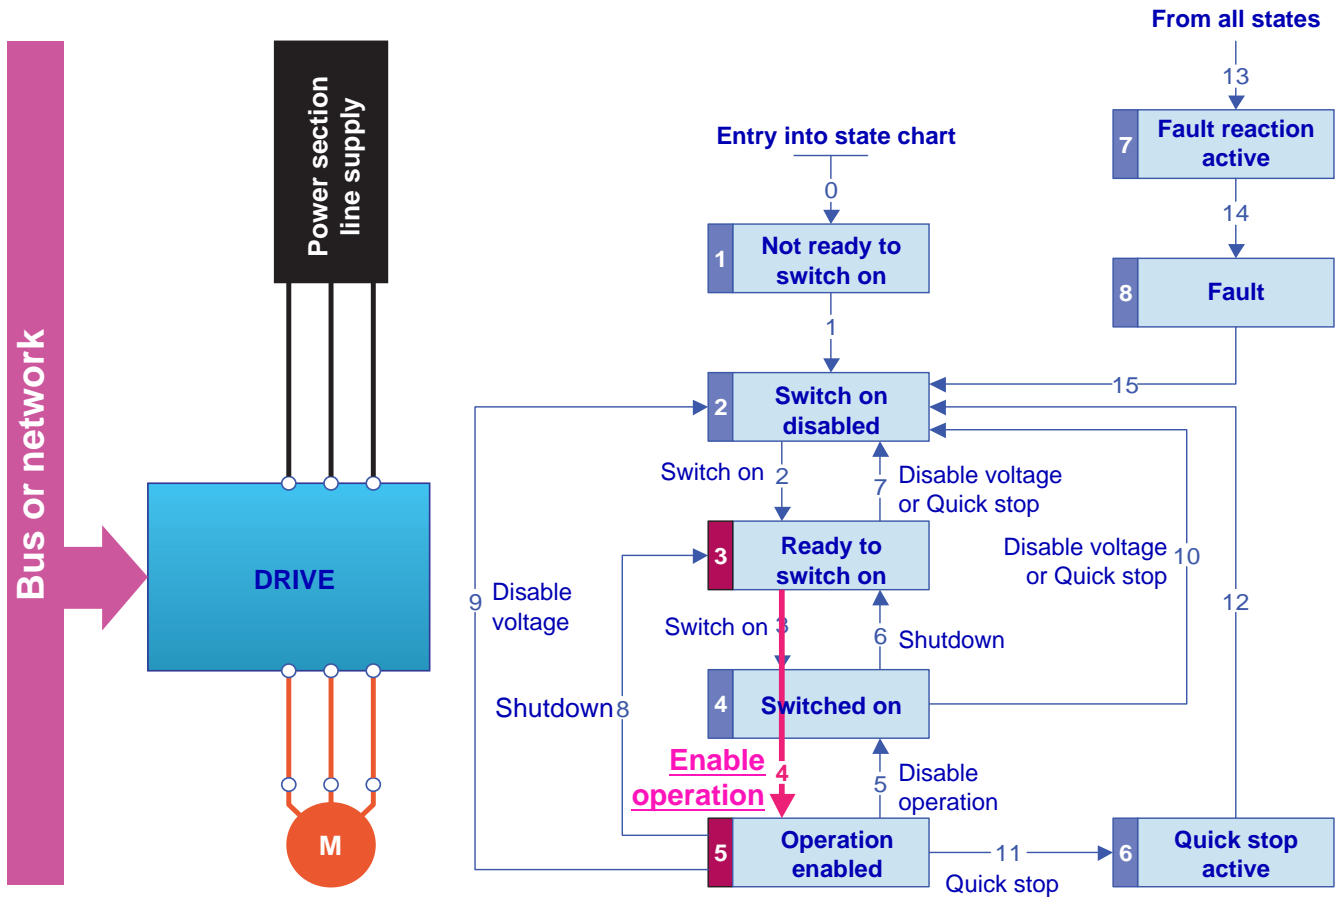 Bus or network
Power section
line supply
DRIVE
M
From all states
13
7
Fault reaction
active
14
8
Fault
15
Entry into state chart
0
1
Not ready to
switch on
1
2
Switch on
disabled
Switch on
2
7
Disable voltage
or Quick stop
3
Ready to
switch on
Disable voltage
or Quick stop
10
9
Disable
voltage
12
Switch on
3
6
Shutdown
4
Switched on
Shutdown
8
Enable
operation
4
5
Disable
operation
5
Operation
enabled
11
Quick stop
6
Quick stop
active